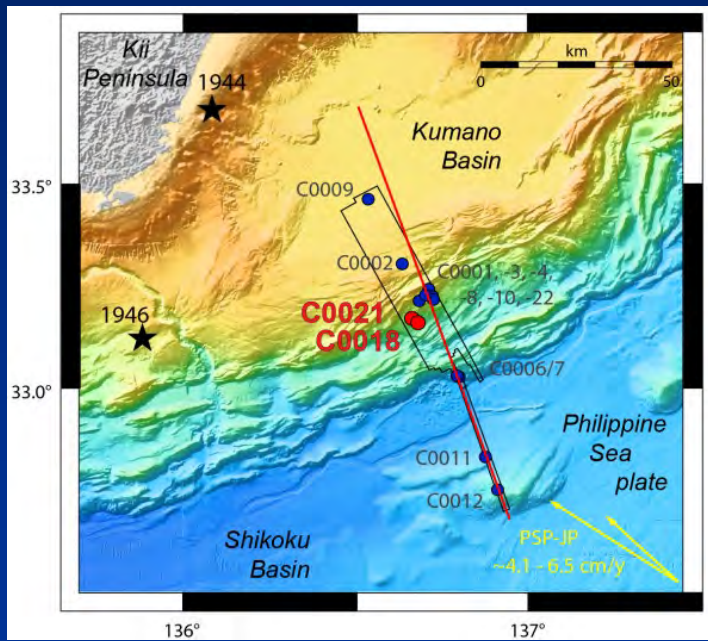 Kii
Peninsula
1944
km
0
50
Kumano
Basin
33.5°
C0009
C0002
C0001, -3, -4,
-8, -10, -22
1946
C0021
C0018
33.0°
C0006/7
Philippine
Sea
plate
C0011
C0012
Shikoku
Basin
PSP-JP
~4.1 - 6.5 cm/y
136°
137°